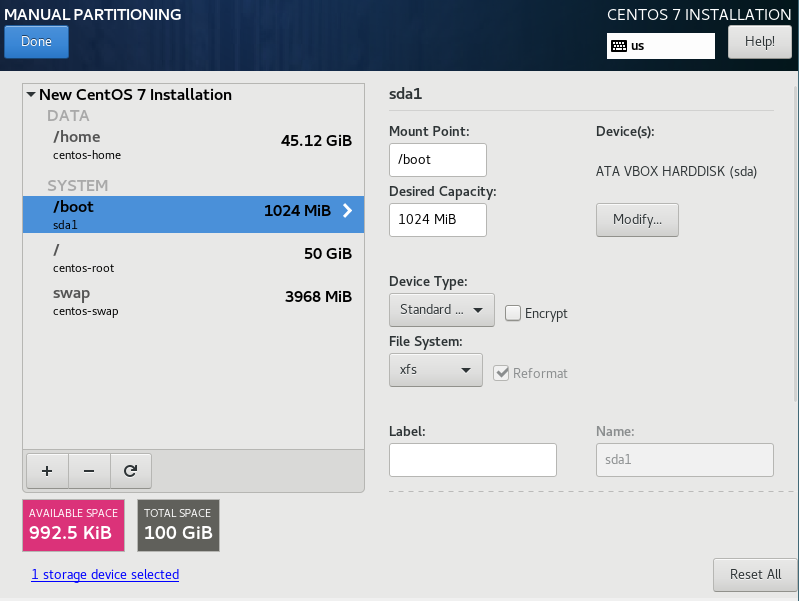 MANUAL PARTITIONING
CENTOS 7 INSTALLATION
Done
us
Help!
New CentOS 7 Installation
DATA
/home
45.12 GiB
centos-home
SYSTEM
/boot
1024 MiB
sda1
/
50 GiB
centos-root
swap
3968 MiB
centos-swap
+ −
AVAILABLE SPACE
992.5 KiB
TOTAL SPACE
100 GiB
1 storage device selected
sda1
Mount Point:
Device(s):
/boot
ATA VBOX HARDDISK (sda)
Desired Capacity:
1024 MiB
Modify...
Device Type:
Standard ...
Encrypt
File System:
xfs
Reformat
Label:
Name:
sda1
Reset All